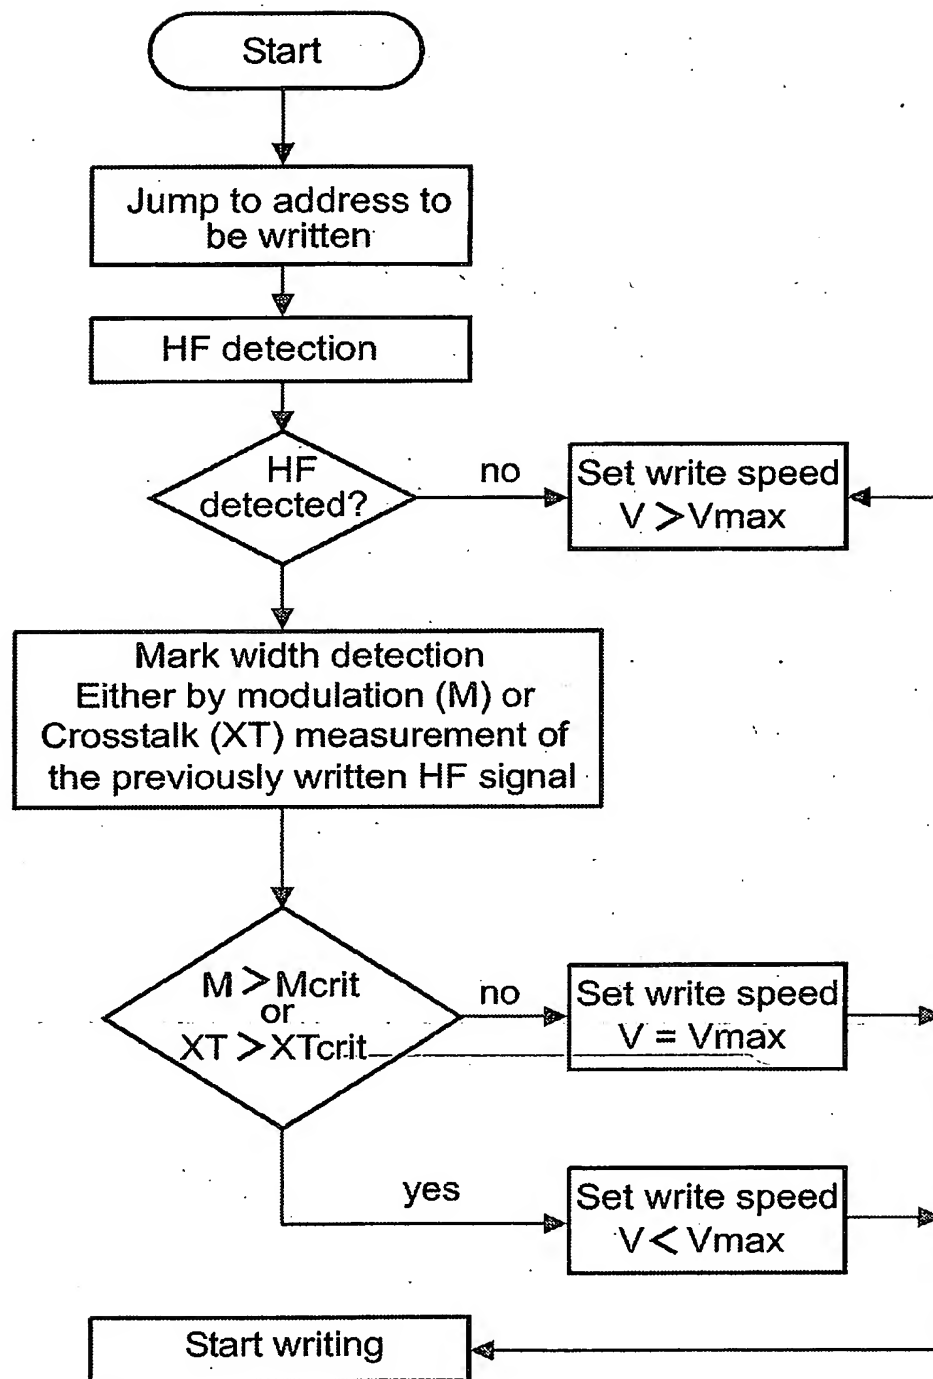 Start
Jump to address to
be written
HF detection
HF
detected?
no
Set write speed
V > Vmax
Mark width detection
Either by modulation (M) or
Crosstalk (XT) measurement of
the previously written HF signal
M > Mcrit
or
XT > XTcrit
no
Set write speed
V = Vmax
yes
Set write speed
V < Vmax
Start writing